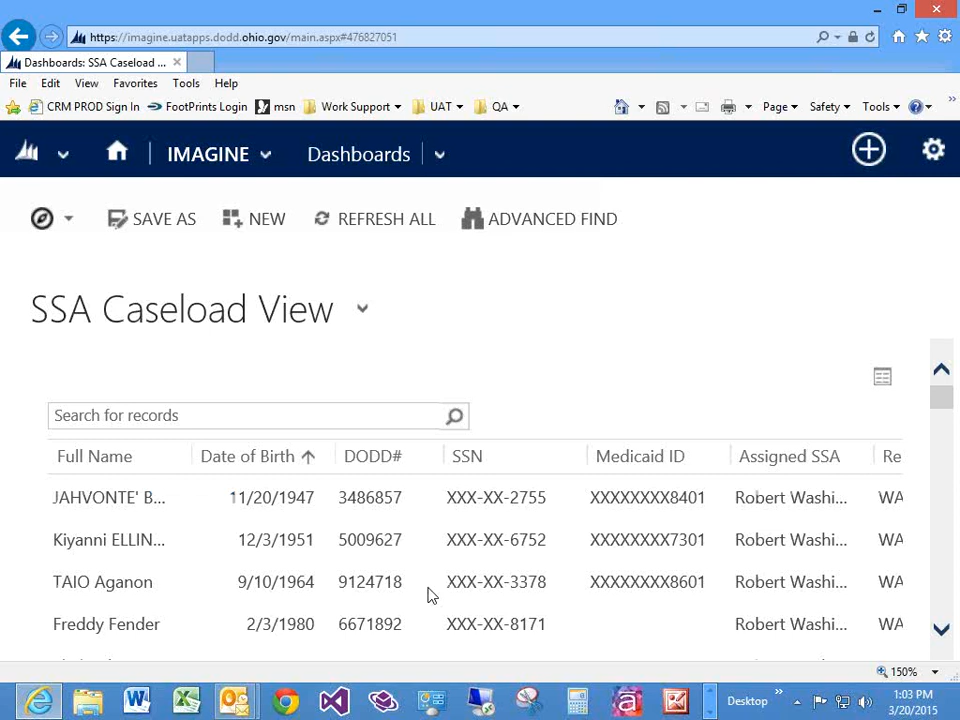 https://imagine.uatapps.dodd.ohio.gov/main.aspx#476827051
Dashboards: SSA Caseload ...
File Edit View Favorites Tools Help
CRM PROD Sign In FootPrints Login msn Work Support UAT QA Page Safety Tools
IMAGINE Dashboards
SAVE AS NEW REFRESH ALL ADVANCED FIND
SSA Caseload View
Search for records
Full Name Date of Birth DODD# SSN Medicaid ID Assigned SSA Re
JAHVONTE' B... 11/20/1947 3486857 XXX-XX-2755 XXXXXXXX8401 Robert Washi... WA
Kiyanni ELLIN... 12/3/1951 5009627 XXX-XX-6752 XXXXXXXX7301 Robert Washi... WA
TAIO Aganon 9/10/1964 9124718 XXX-XX-3378 XXXXXXXX8601 Robert Washi... WA
Freddy Fender 2/3/1980 6671892 XXX-XX-8171 Robert Washi... WA
150%
Desktop 1:03 PM
3/20/2015